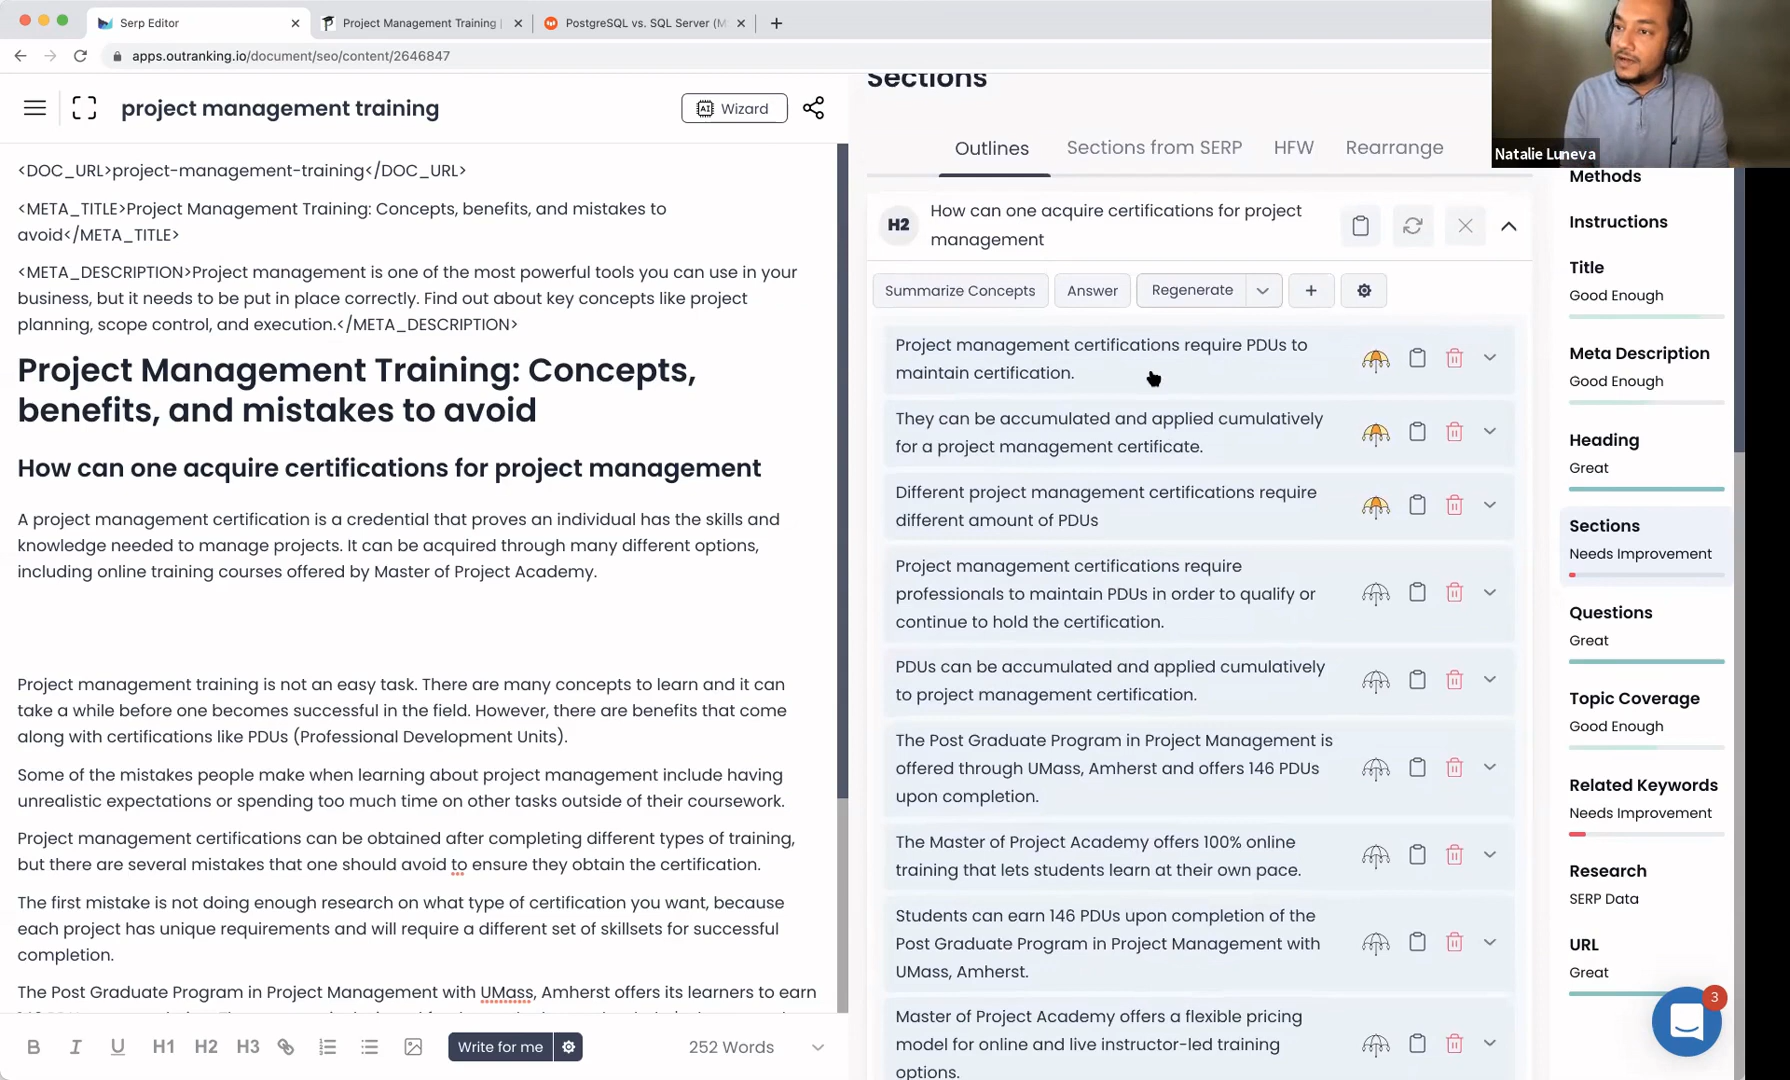 Serp Editor
Project Management Training |
PostgreSQL vs. SQL Server (M
apps.outranking.io/document/seo/content/2646847
project management training
Wizard
<DOC_URL>project-management-training</DOC_URL>
<META_TITLE>Project Management Training: Concepts, benefits, and mistakes to
avoid</META_TITLE>
<META_DESCRIPTION>Project management is one of the most powerful tools you can use in your
business, but it needs to be put in place correctly. Find out about key concepts like project
planning, scope control, and execution.</META_DESCRIPTION>
Project Management Training: Concepts,
benefits, and mistakes to avoid
How can one acquire certifications for project management
A project management certification is a credential that proves an individual has the skills and
knowledge needed to manage projects. It can be acquired through many different options,
including online training courses offered by Master of Project Academy.
Project management training is not an easy task. There are many concepts to learn and it can
take a while before one becomes successful in the field. However, there are benefits that come
along with certifications like PDUs (Professional Development Units).
Some of the mistakes people make when learning about project management include having
unrealistic expectations or spending too much time on other tasks outside of their coursework.
Project management certifications can be obtained after completing different types of training,
but there are several mistakes that one should avoid to ensure they obtain the certification.
The first mistake is not doing enough research on what type of certification you want, because
each project has unique requirements and will require a different set of skillsets for successful
completion.
The Post Graduate Program in Project Management with UMass, Amherst offers its learners to earn
B I U H1 H2 H3
Write for me
252 Words
Sections
Outlines
Sections from SERP
HFW
Rearrange
H2
How can one acquire certifications for project
management
Summarize Concepts
Answer
Regenerate
+
Project management certifications require PDUs to
maintain certification.
They can be accumulated and applied cumulatively
for a project management certificate.
Different project management certifications require
different amount of PDUs
Project management certifications require
professionals to maintain PDUs in order to qualify or
continue to hold the certification.
PDUs can be accumulated and applied cumulatively
to project management certification.
The Post Graduate Program in Project Management is
offered through UMass, Amherst and offers 146 PDUs
upon completion.
The Master of Project Academy offers 100% online
training that lets students learn at their own pace.
Students can earn 146 PDUs upon completion of the
Post Graduate Program in Project Management with
UMass, Amherst.
Master of Project Academy offers a flexible pricing
model for online and live instructor-led training
options.
Natalie Luneva
Methods
Instructions
Title
Good Enough
Meta Description
Good Enough
Heading
Great
Sections
Needs Improvement
Questions
Great
Topic Coverage
Good Enough
Related Keywords
Needs Improvement
Research
SERP Data
URL
Great
3